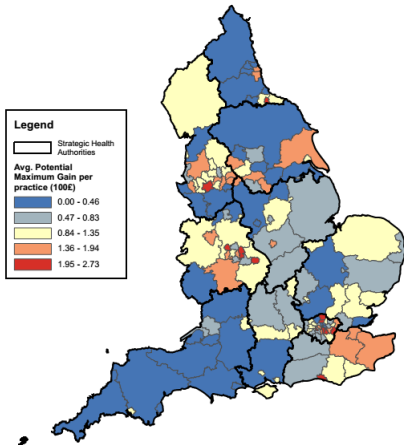 Legend
Strategic Health
Authorities
Avg. Potential
Maximum Gain per
practice (100£)
0.00 - 0.46
0.47 - 0.83
0.84 - 1.35
1.36 - 1.94
1.95 - 2.73